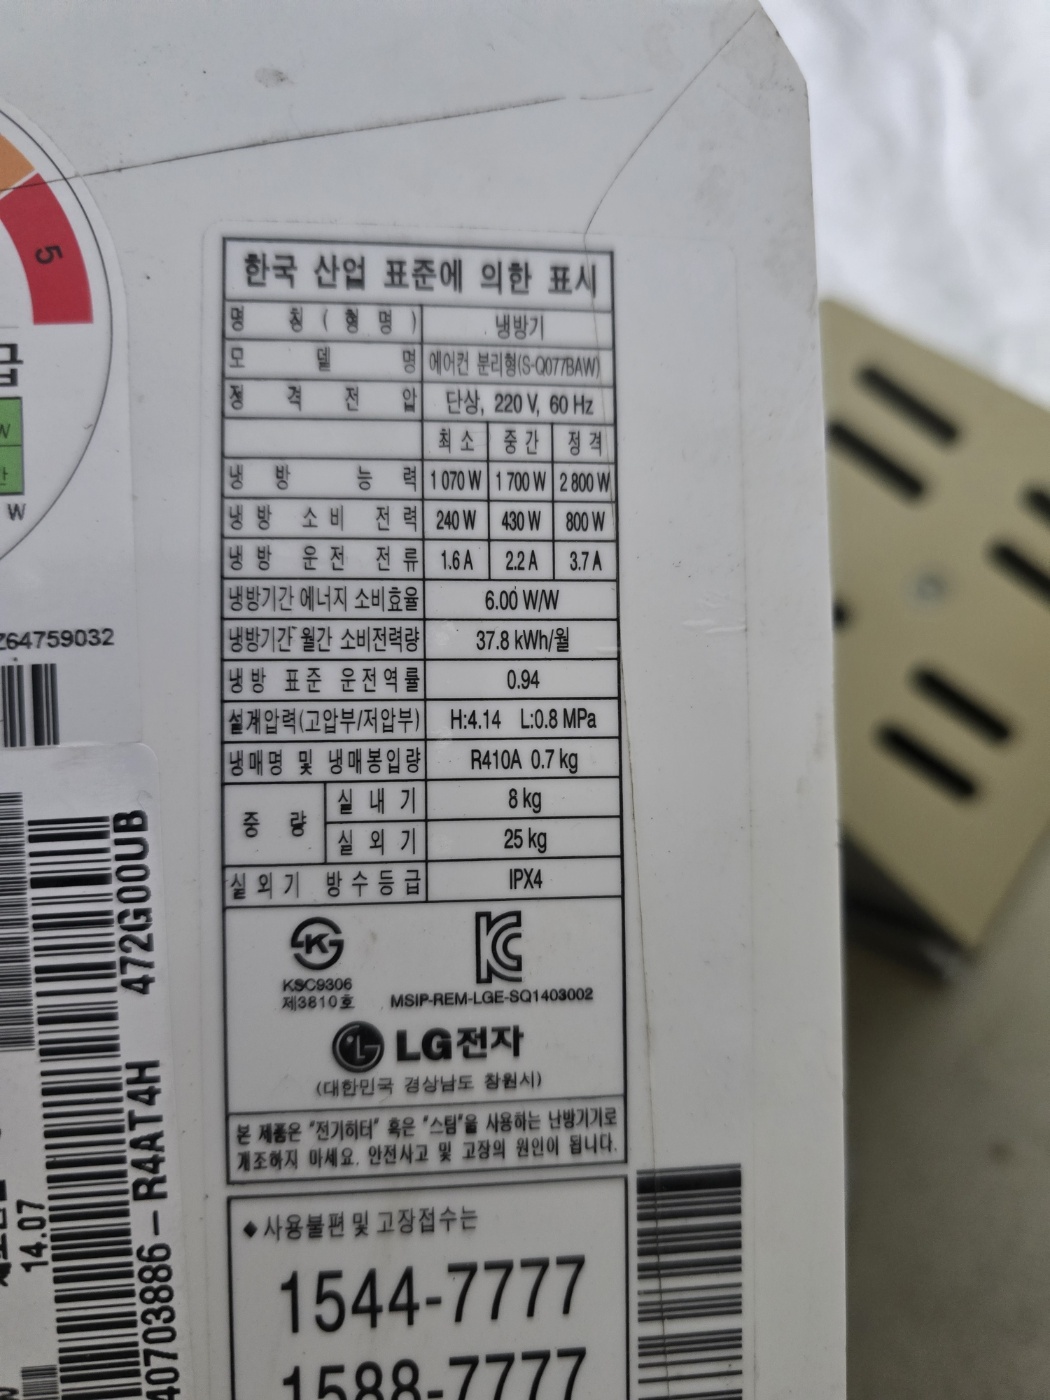 5
급
W
W
Z64759032
472G00UB
40703886-R4AT4H
14.07
한국 산업 표준에 의한 표시
명 칭 ( 형 명 ) 냉방기
모 델 명 에어컨 분리형(S-Q077BAW)
정 격 전 압 단상, 220 V, 60 Hz
최 소 중 간 정 격
냉 방 능 력 1 070 W 1 700 W 2 800 W
냉 방 소 비 전 력 240 W 430 W 800 W
냉 방 운 전 전 류 1.6 A 2.2 A 3.7 A
냉방기간 에너지 소비효율 6.00 W/W
냉방기간 월간 소비전력량 37.8 kWh/월
냉방 표준 운전역률 0.94
설계압력(고압부/저압부) H:4.14 L:0.8 MPa
냉매명 및 냉매봉입량 R410A 0.7 kg
중 량 실 내 기 8 kg
실 외 기 25 kg
실외기 방수등급 IPX4
KSC9306
제3810호
MSIP-REM-LGE-SQ1403002
LG전자
(대한민국 경상남도 창원시)
본 제품은 "전기히터" 혹은 "스팀"을 사용하는 난방기기로
개조하지 마세요. 안전사고 및 고장의 원인이 됩니다.
◆ 사용불편 및 고장접수는
1544-7777
1588-7777